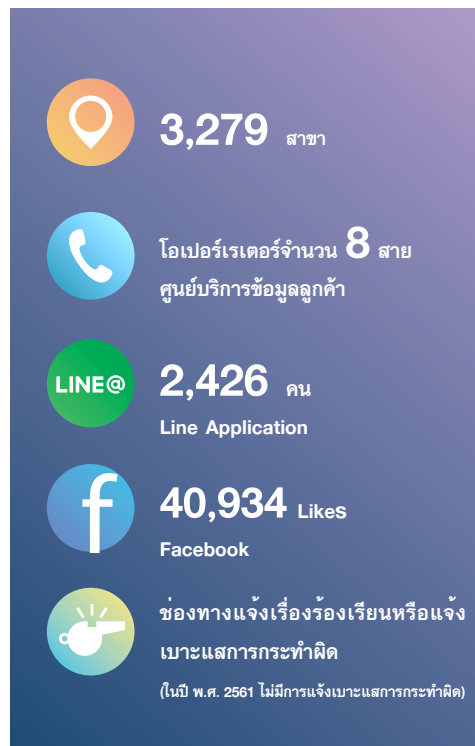 3,279 สาขา
โอเปอร์เรเตอร์จำนวน 8 สาย
ศูนย์บริการข้อมูลลูกค้า
LINE@
2,426 คน
Line Application
f
40,934 Likes
Facebook
ช่องทางแจ้งเรื่องร้องเรียนหรือแจ้ง
เบาะแสการกระทำผิด
(ในปี พ.ศ. 2561 ไม่มีการแจ้งเบาะแสการกระทำผิด)